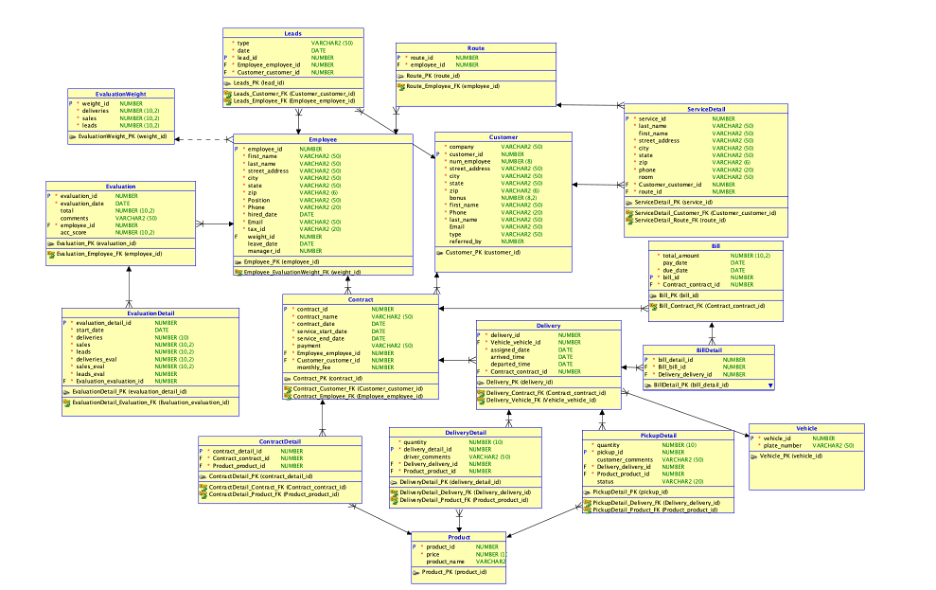 Leads
* type VARCHAR2 (50)
* date DATE
P * lead_id NUMBER
F * Employee_employee_id NUMBER
F * Customer_customer_id NUMBER
Leads_PK (lead_id)
Leads_Customer_FK (Customer_customer_id)
Leads_Employee_FK (Employee_employee_id)
Route
P * route_id NUMBER
F * employee_id NUMBER
Route_PK (route_id)
Route_Employee_FK (employee_id)
EvaluationWeight
P * weight_id NUMBER
* deliveries NUMBER (10,2)
* sales NUMBER (10,2)
* leads NUMBER (10,2)
EvaluationWeight_PK (weight_id)
ServiceDetail
P * service_id NUMBER
* last_name VARCHAR2 (50)
first_name VARCHAR2 (50)
* street_address VARCHAR2 (50)
* city VARCHAR2 (50)
* state VARCHAR2 (50)
* zip VARCHAR2 (6)
* phone VARCHAR2 (20)
room VARCHAR2 (50)
F * Customer_customer_id NUMBER
F * route_id NUMBER
ServiceDetail_PK (service_id)
ServiceDetail_Customer_FK (Customer_customer_id)
ServiceDetail_Route_FK (route_id)
Employee
P * employee_id NUMBER
* first_name VARCHAR2 (50)
* last_name VARCHAR2 (50)
* street_address VARCHAR2 (50)
* city VARCHAR2 (50)
* state VARCHAR2 (50)
* zip VARCHAR2 (6)
* Position VARCHAR2 (50)
* Phone VARCHAR2 (20)
* hired_date DATE
* Email VARCHAR2 (50)
* tax_id VARCHAR2 (20)
F weight_id NUMBER
leave_date DATE
manager_id NUMBER
Employee_PK (employee_id)
Employee_EvaluationWeight_FK (weight_id)
Customer
* company VARCHAR2 (50)
P * customer_id NUMBER
* num_employee NUMBER (8)
* street_address VARCHAR2 (50)
* city VARCHAR2 (50)
* state VARCHAR2 (50)
* zip VARCHAR2 (6)
bonus NUMBER (8,2)
* first_name VARCHAR2 (50)
* Phone VARCHAR2 (20)
* last_name VARCHAR2 (50)
Email VARCHAR2 (50)
type VARCHAR2 (50)
referred_by NUMBER
Customer_PK (customer_id)
Evaluation
P * evaluation_id NUMBER
* evaluation_date DATE
total NUMBER (10,2)
comments VARCHAR2 (50)
F * employee_id NUMBER
acc_score NUMBER (10,2)
Evaluation_PK (evaluation_id)
Evaluation_Employee_FK (employee_id)
Bill
* total_amount NUMBER (10,2)
pay_date DATE
* due_date DATE
P * bill_id NUMBER
F * Contract_contract_id NUMBER
Bill_PK (bill_id)
Bill_Contract_FK (Contract_contract_id)
Contract
P * contract_id NUMBER
* contract_name VARCHAR2 (50)
* contract_date DATE
* service_start_date DATE
* service_end_date DATE
* payment VARCHAR2 (50)
F * Employee_employee_id NUMBER
F * Customer_customer_id NUMBER
monthly_fee NUMBER
Contract_PK (contract_id)
Contract_Customer_FK (Customer_customer_id)
Contract_Employee_FK (Employee_employee_id)
EvaluationDetail
P * evaluation_detail_id NUMBER
* start_date DATE
* deliveries NUMBER (10)
* sales NUMBER (10,2)
* leads NUMBER (10,2)
* deliveries_eval NUMBER (10,2)
* sales_eval NUMBER (10,2)
* leads_eval NUMBER
F * Evaluation_evaluation_id NUMBER
EvaluationDetail_PK (evaluation_detail_id)
EvaluationDetail_Evaluation_FK (Evaluation_evaluation_id)
Delivery
P * delivery_id NUMBER
F * Vehicle_vehicle_id NUMBER
* assigned_date DATE
arrived_time DATE
departed_time DATE
F * Contract_contract_id NUMBER
Delivery_PK (delivery_id)
Delivery_Contract_FK (Contract_contract_id)
Delivery_Vehicle_FK (Vehicle_vehicle_id)
BillDetail
P * bill_detail_id NUMBER
F * Bill_bill_id NUMBER
F * Delivery_delivery_id NUMBER
BillDetail_PK (bill_detail_id)
Vehicle
P * vehicle_id NUMBER
* plate_number VARCHAR2 (50)
Vehicle_PK (vehicle_id)
ContractDetail
P * contract_detail_id NUMBER
F * Contract_contract_id NUMBER
F * Product_product_id NUMBER
ContractDetail_PK (contract_detail_id)
ContractDetail_Contract_FK (Contract_contract_id)
ContractDetail_Product_FK (Product_product_id)
DeliveryDetail
* quantity NUMBER (10)
P * delivery_detail_id NUMBER
driver_comments VARCHAR2 (50)
F * Delivery_delivery_id NUMBER
F * Product_product_id NUMBER
DeliveryDetail_PK (delivery_detail_id)
DeliveryDetail_Delivery_FK (Delivery_delivery_id)
DeliveryDetail_Product_FK (Product_product_id)
PickupDetail
* quantity NUMBER (10)
P * pickup_id NUMBER
customer_comments VARCHAR2 (50)
F * Delivery_delivery_id NUMBER
F * Product_product_id NUMBER
status VARCHAR2 (20)
PickupDetail_PK (pickup_id)
PickupDetail_Delivery_FK (Delivery_delivery_id)
PickupDetail_Product_FK (Product_product_id)
Product
P * product_id NUMBER
* price NUMBER
product_name VARCHAR2
Product_PK (product_id)